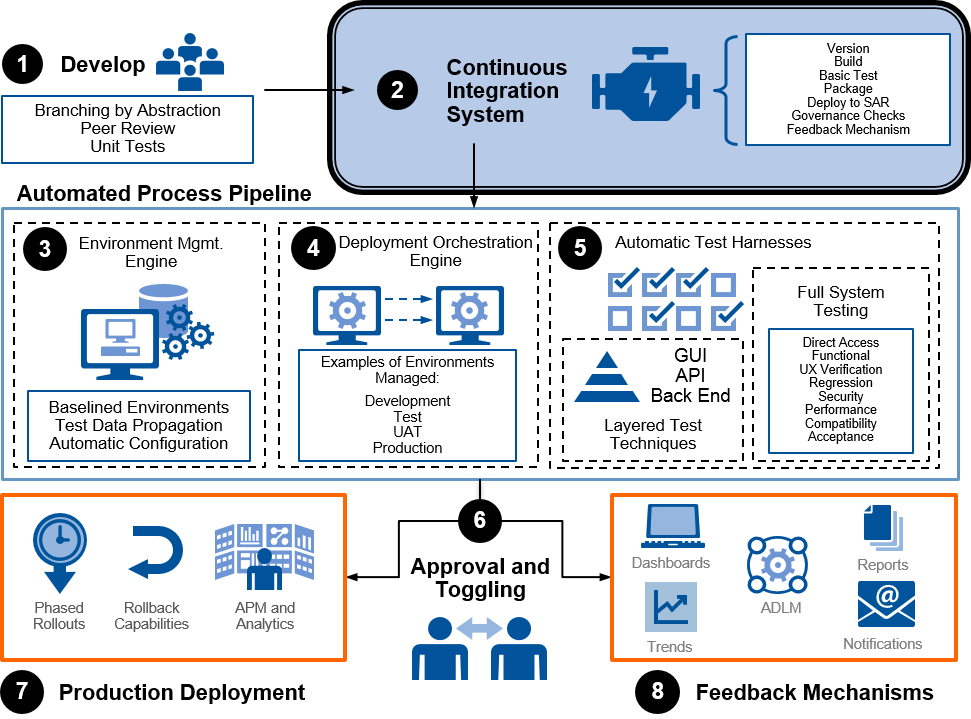 1
Develop
Branching by Abstraction
Peer Review
Unit Tests
2
Continuous
Integration
System
Version
Build
Basic Test
Package
Deploy to SAR
Governance Checks
Feedback Mechanism
Automated Process Pipeline
3
Environment Mgmt.
Engine
Baselined Environments
Test Data Propagation
Automatic Configuration
4
Deployment Orchestration
Engine
Examples of Environments
Managed:
Development
Test
UAT
Production
5
Automatic Test Harnesses
GUI
API
Back End
Layered Test
Techniques
Full System
Testing
Direct Access
Functional
UX Verification
Regression
Security
Performance
Compatibility
Acceptance
6
Approval and
Toggling
Phased
Rollouts
Rollback
Capabilities
APM and
Analytics
7
Production Deployment
Dashboards
Trends
ADLM
Reports
@
Notifications
8
Feedback Mechanisms